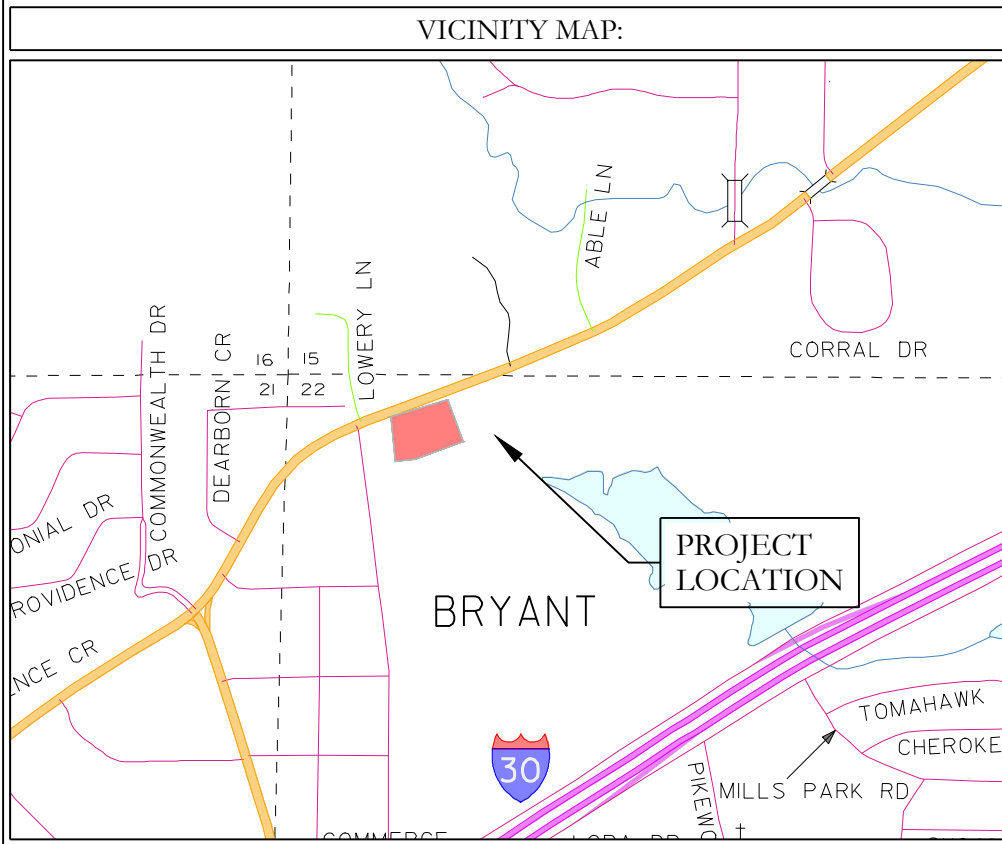 VICINITY MAP:
ABLE LN
LOWERY LN
COMMONWEALTH DR
DEARBORN CR
16 15
21 22
CORRAL DR
ONIAL DR
ROVIDENCE DR
ENCE CR
PROJECT
LOCATION
BRYANT
30
TOMAHAWK
CHEROKE
MILLS PARK RD
PIKEWO
COMMERCE